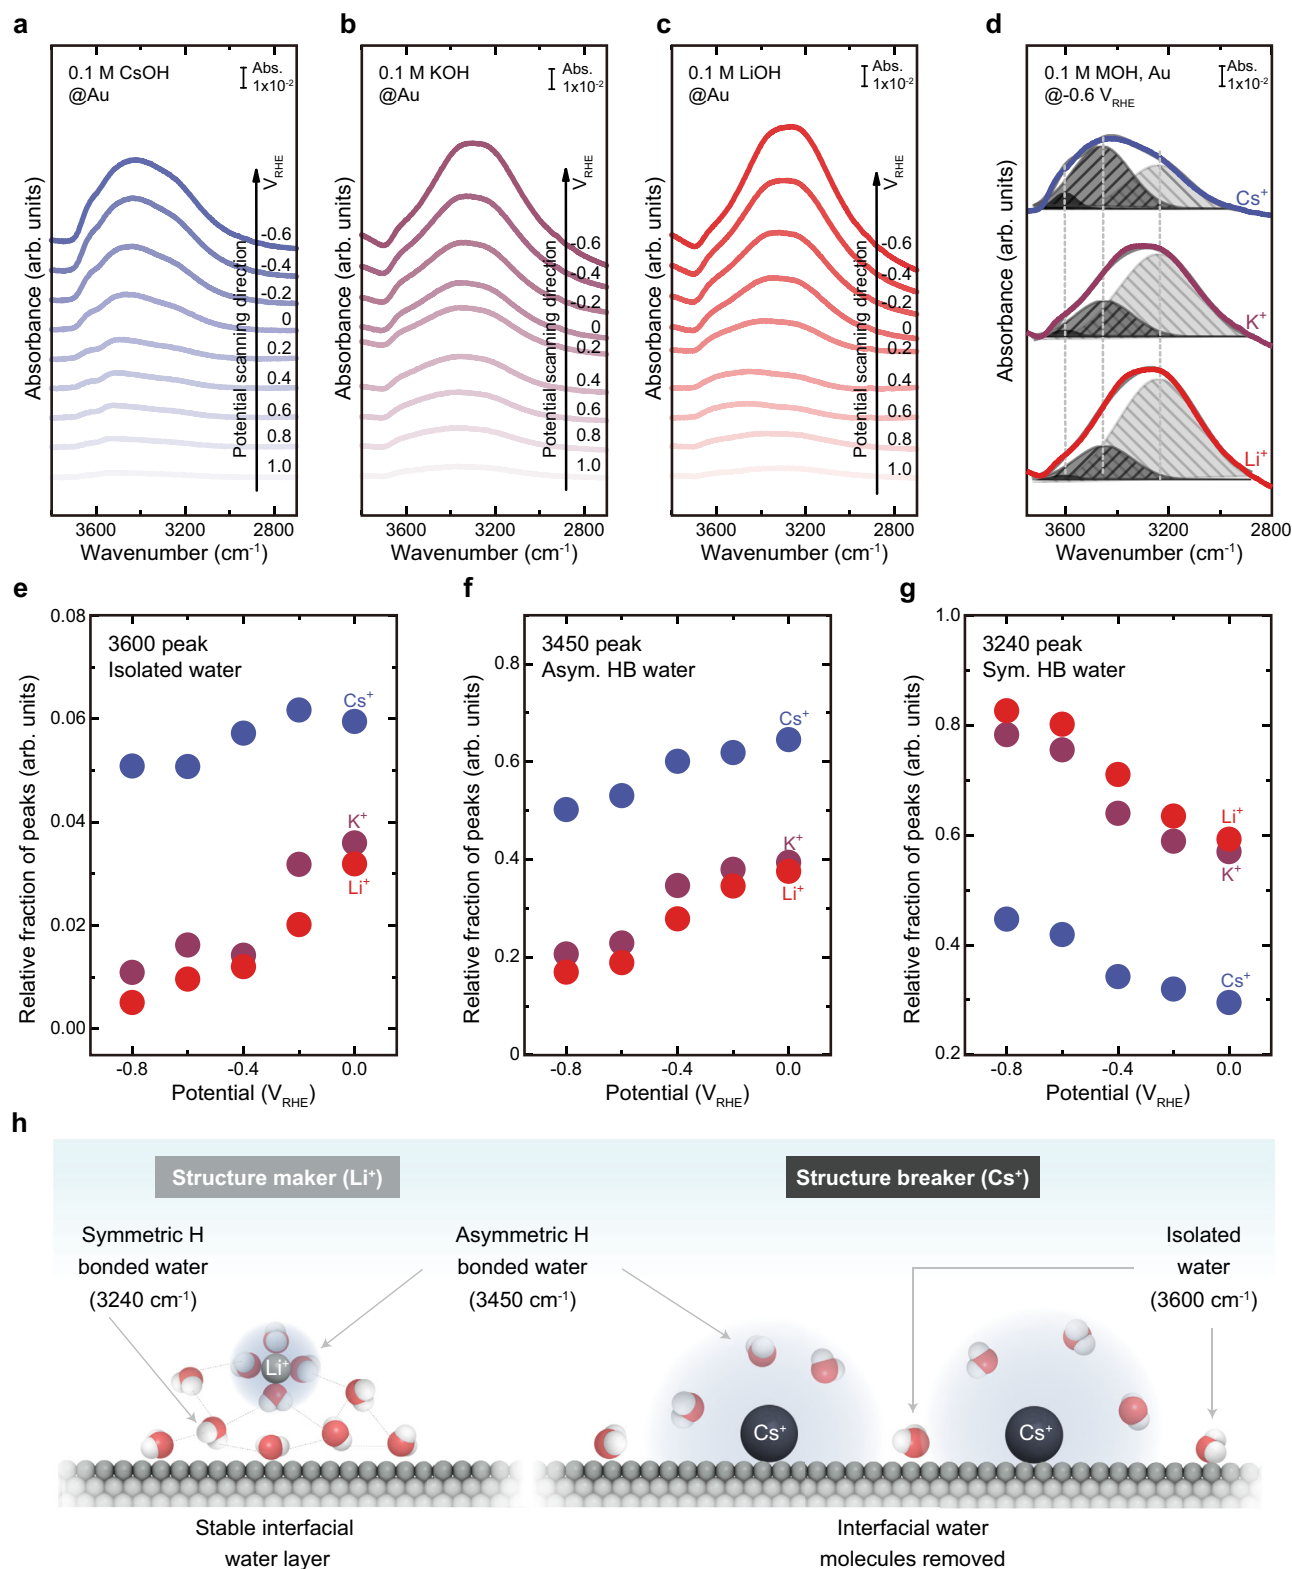 a
0.1 M CsOH
@Au
Abs.
1x10⁻²
V_RHE
Potential scanning direction
-0.6
-0.4
-0.2
0
0.2
0.4
0.6
0.8
1.0
Absorbance (arb. units)
3600
3200
2800
Wavenumber (cm⁻¹)
b
0.1 M KOH
@Au
Abs.
1x10⁻²
V_RHE
Potential scanning direction
-0.6
-0.4
-0.2
0
0.2
0.4
0.6
0.8
1.0
Absorbance (arb. units)
3600
3200
2800
Wavenumber (cm⁻¹)
c
0.1 M LiOH
@Au
Abs.
1x10⁻²
V_RHE
Potential scanning direction
-0.6
-0.4
-0.2
0
0.2
0.4
0.6
0.8
1.0
Absorbance (arb. units)
3600
3200
2800
Wavenumber (cm⁻¹)
d
0.1 M MOH, Au
@-0.6 V_RHE
Abs.
1x10⁻²
Cs⁺
K⁺
Li⁺
Absorbance (arb. units)
3600
3200
2800
Wavenumber (cm⁻¹)
e
3600 peak
Isolated water
Cs⁺
K⁺
Li⁺
Relative fraction of peaks (arb. units)
0.08
0.06
0.04
0.02
0.00
-0.8
-0.4
0.0
Potential (V_RHE)
f
3450 peak
Asym. HB water
Cs⁺
K⁺
Li⁺
Relative fraction of peaks (arb. units)
0.8
0.6
0.4
0.2
0
-0.8
-0.4
0.0
Potential (V_RHE)
g
3240 peak
Sym. HB water
Li⁺
K⁺
Cs⁺
Relative fraction of peaks (arb. units)
1.0
0.8
0.6
0.4
0.2
-0.8
-0.4
0.0
Potential (V_RHE)
h
Structure maker (Li⁺)
Structure breaker (Cs⁺)
Symmetric H
bonded water
(3240 cm⁻¹)
Asymmetric H
bonded water
(3450 cm⁻¹)
Isolated
water
(3600 cm⁻¹)
Li⁺
Cs⁺
Cs⁺
Stable interfacial
water layer
Interfacial water
molecules removed